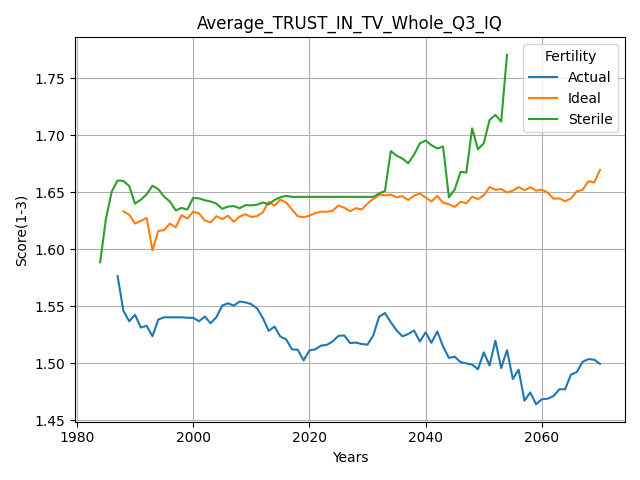 Average_TRUST_IN_TV_Whole_Q3_IQ
Fertility
Actual
Ideal
Sterile
Score(1-3)
1.75
1.70
1.65
1.60
1.55
1.50
1.45
1980
2000
2020
2040
2060
Years